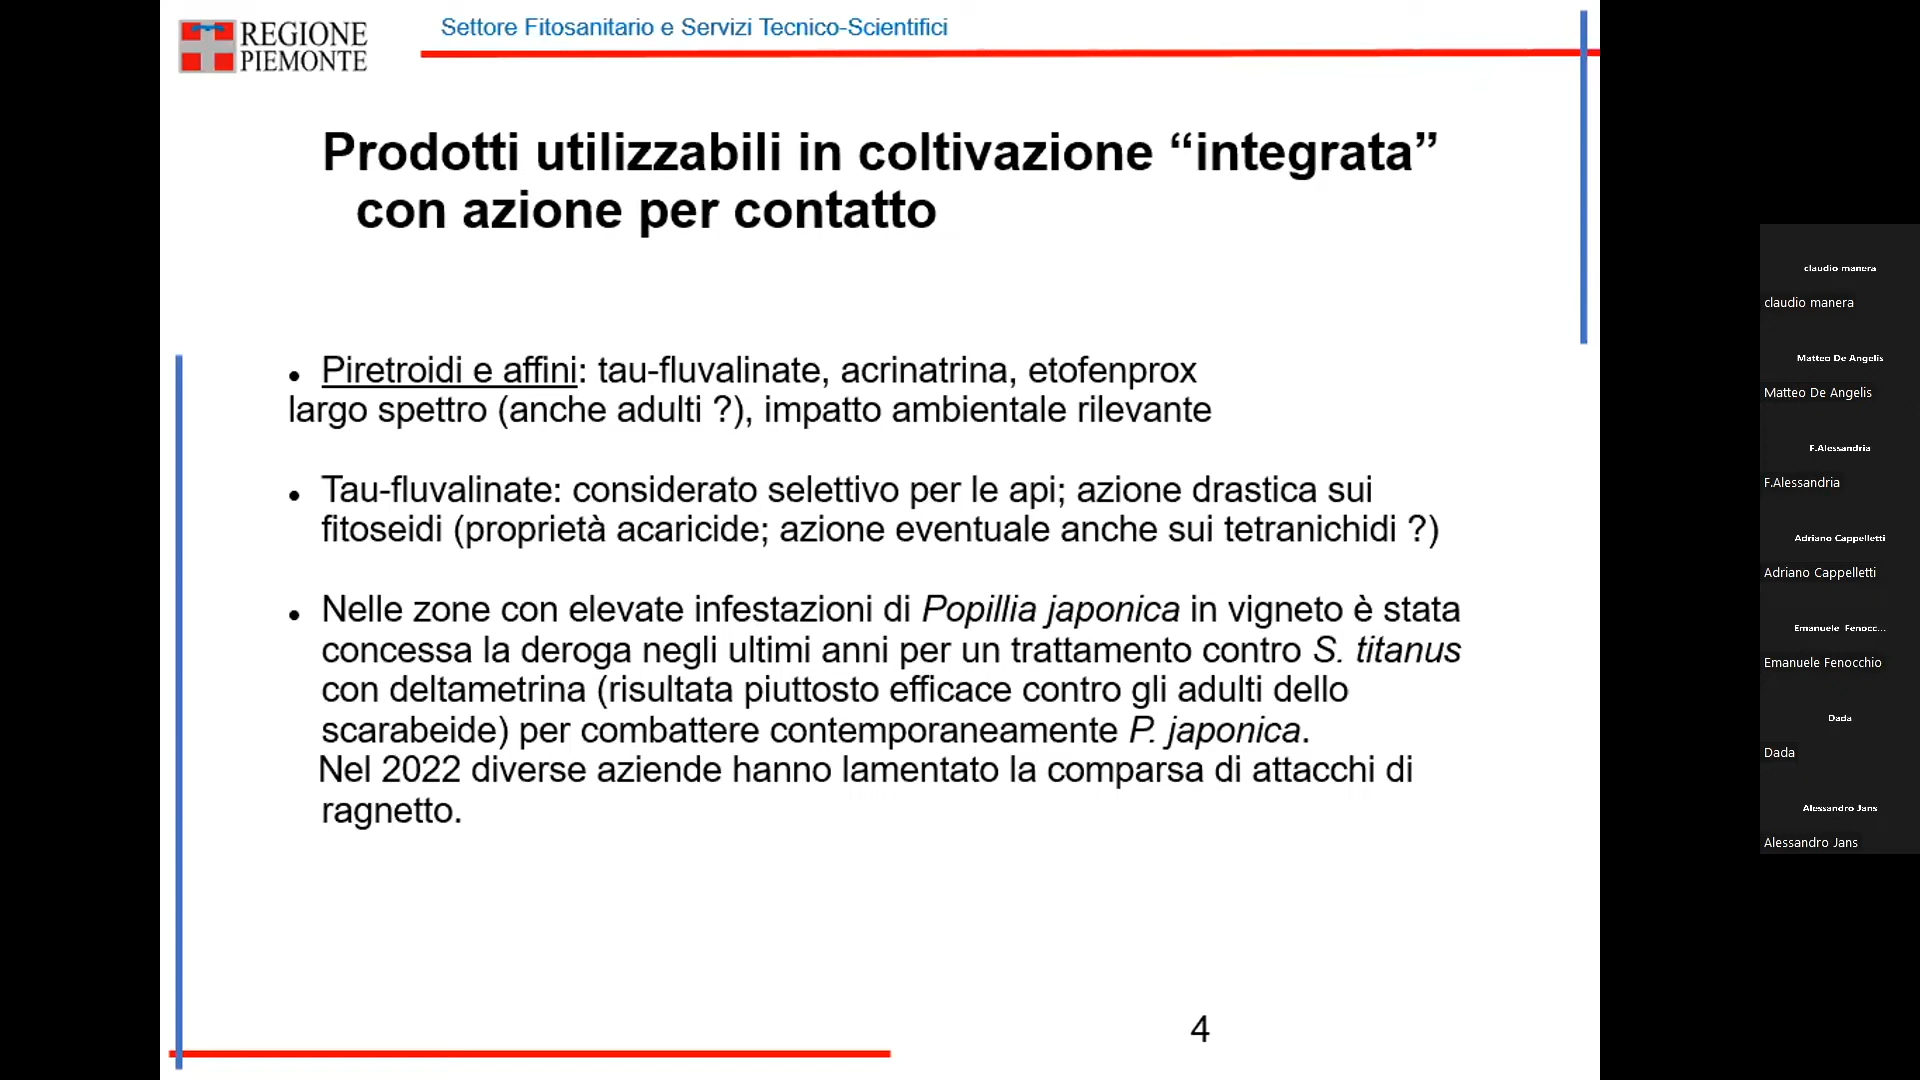 REGIONE
PIEMONTE
Settore Fitosanitario e Servizi Tecnico-Scientifici
Prodotti utilizzabili in coltivazione “integrata”
con azione per contatto
• Piretroidi e affini: tau-fluvalinate, acrinatrina, etofenprox
largo spettro (anche adulti ?), impatto ambientale rilevante
• Tau-fluvalinate: considerato selettivo per le api; azione drastica sui
fitoseidi (proprietà acaricide; azione eventuale anche sui tetranichidi ?)
• Nelle zone con elevate infestazioni di Popillia japonica in vigneto è stata
concessa la deroga negli ultimi anni per un trattamento contro S. titanus
con deltametrina (risultata piuttosto efficace contro gli adulti dello
scarabeide) per combattere contemporaneamente P. japonica.
Nel 2022 diverse aziende hanno lamentato la comparsa di attacchi di
ragnetto.
4
claudio manera
claudio manera
Matteo De Angelis
Matteo De Angelis
F.Alessandria
F.Alessandria
Adriano Cappelletti
Adriano Cappelletti
Emanuele Fenocc...
Emanuele Fenocchio
Dada
Dada
Alessandro Jans
Alessandro Jans